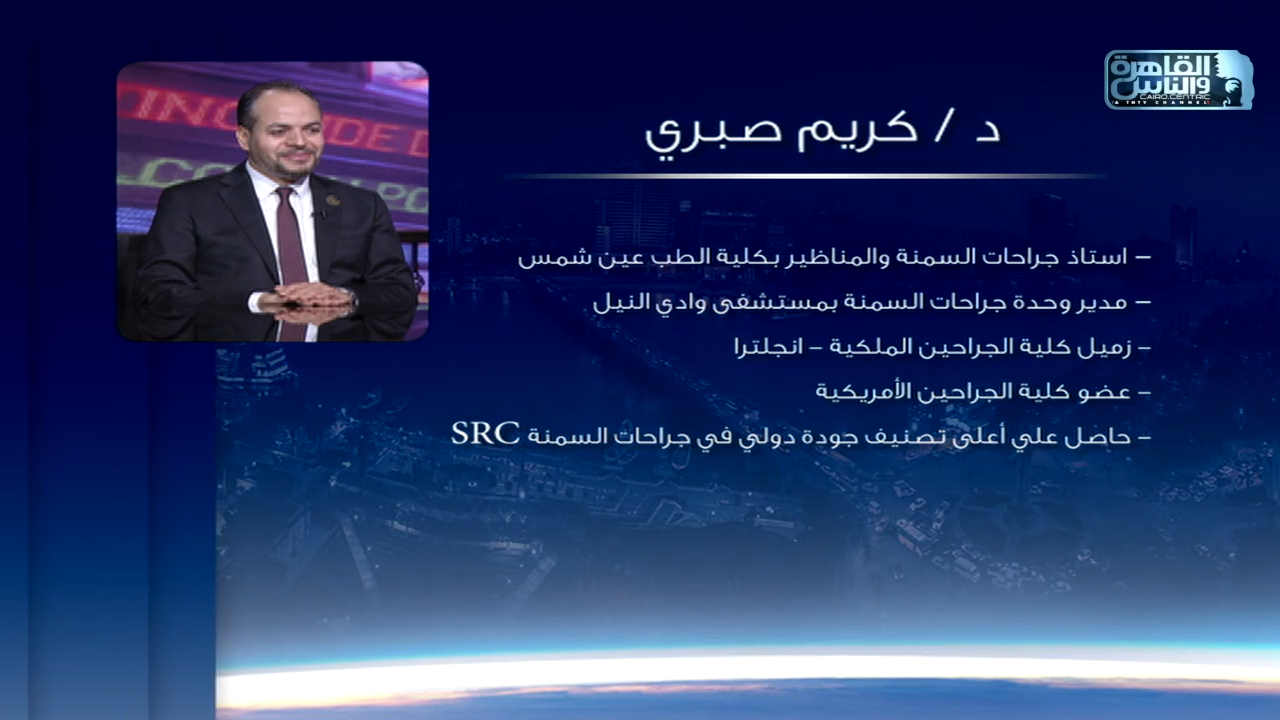 القاهرة
والناس
CAIRO.CENTRIC
A TNTV CHANNEL
د / كريم صبري
– استاذ جراحات السمنة والمناظير بكلية الطب عين شمس
– مدير وحدة جراحات السمنة بمستشفى وادي النيل
– زميل كلية الجراحين الملكية – انجلترا
– عضو كلية الجراحين الأمريكية
– حاصل علي أعلى تصنيف جودة دولي في جراحات السمنة SRC